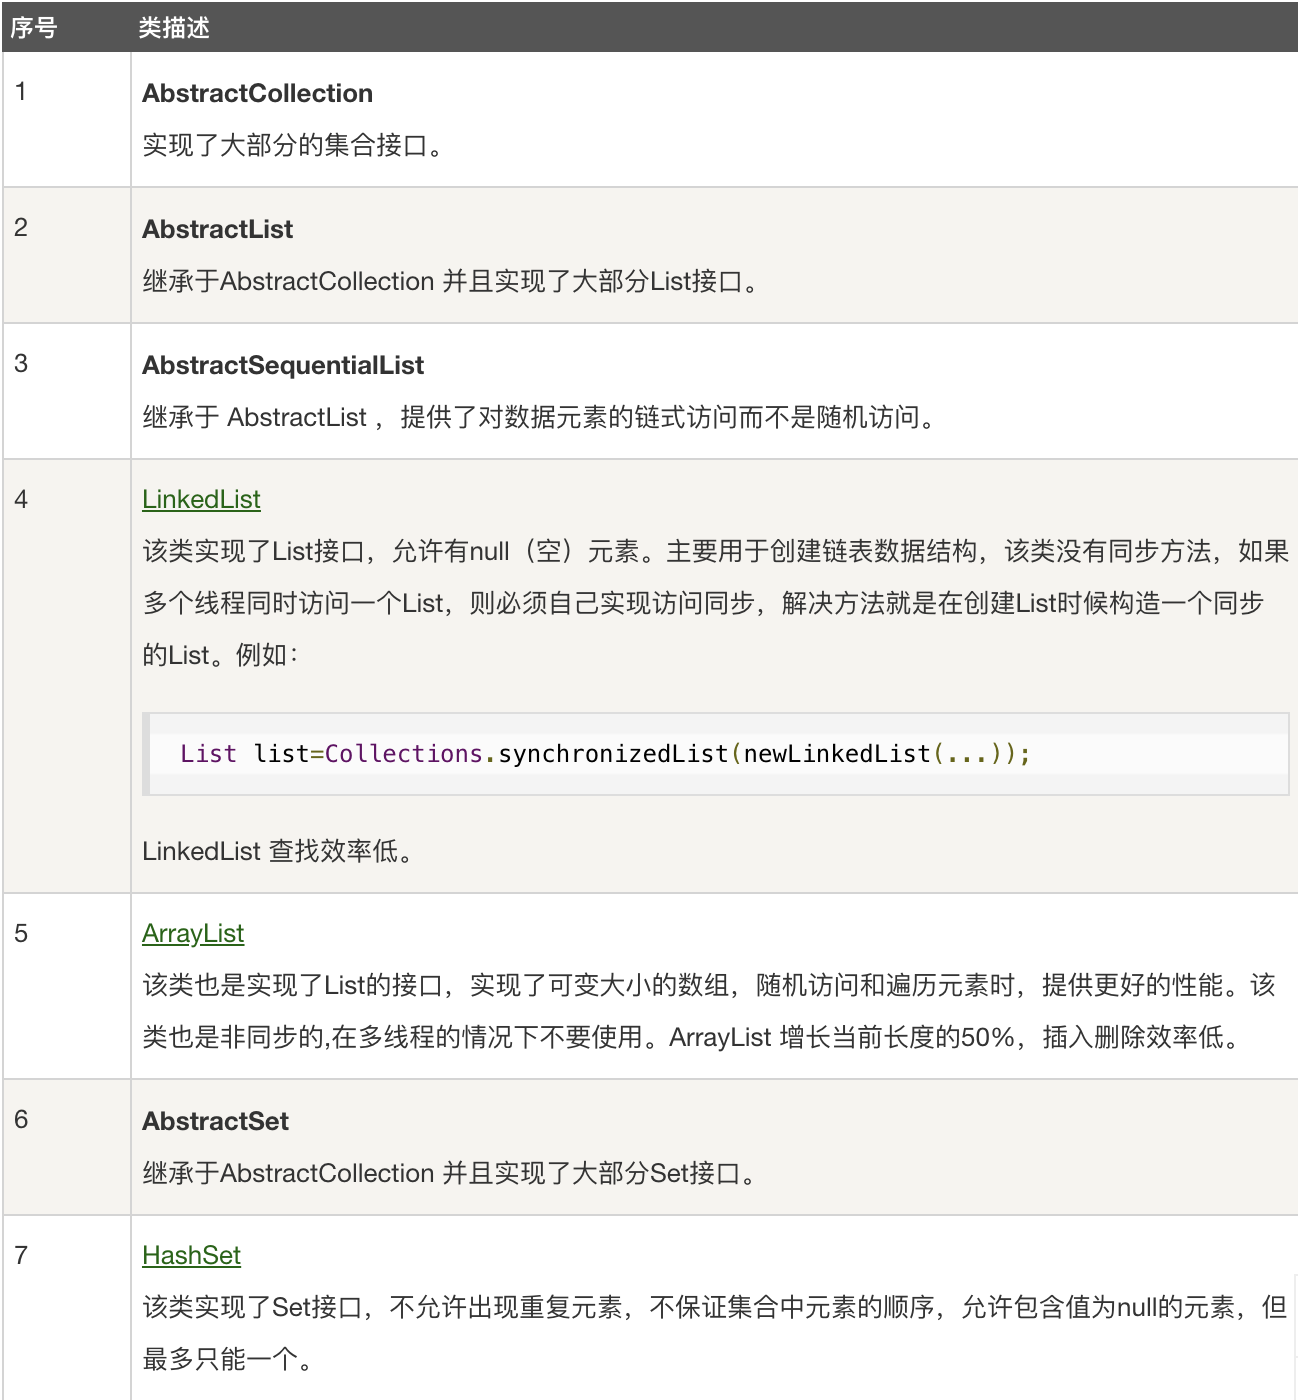 序号 类描述
1 AbstractCollection
实现了大部分的集合接口。
2 AbstractList
继承于AbstractCollection 并且实现了大部分List接口。
3 AbstractSequentialList
继承于 AbstractList ，提供了对数据元素的链式访问而不是随机访问。
4 LinkedList
该类实现了List接口，允许有null（空）元素。主要用于创建链表数据结构，该类没有同步方法，如果
多个线程同时访问一个List，则必须自己实现访问同步，解决方法就是在创建List时候构造一个同步
的List。例如：
List list=Collections.synchronizedList(newLinkedList(...));
LinkedList 查找效率低。
5 ArrayList
该类也是实现了List的接口，实现了可变大小的数组，随机访问和遍历元素时，提供更好的性能。该
类也是非同步的,在多线程的情况下不要使用。ArrayList 增长当前长度的50%，插入删除效率低。
6 AbstractSet
继承于AbstractCollection 并且实现了大部分Set接口。
7 HashSet
该类实现了Set接口，不允许出现重复元素，不保证集合中元素的顺序，允许包含值为null的元素，但
最多只能一个。